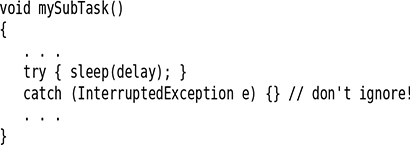 void mySubTask()
{
. . .
try { sleep(delay); }
catch (InterruptedException e) {} // don't ignore!
. . .
}